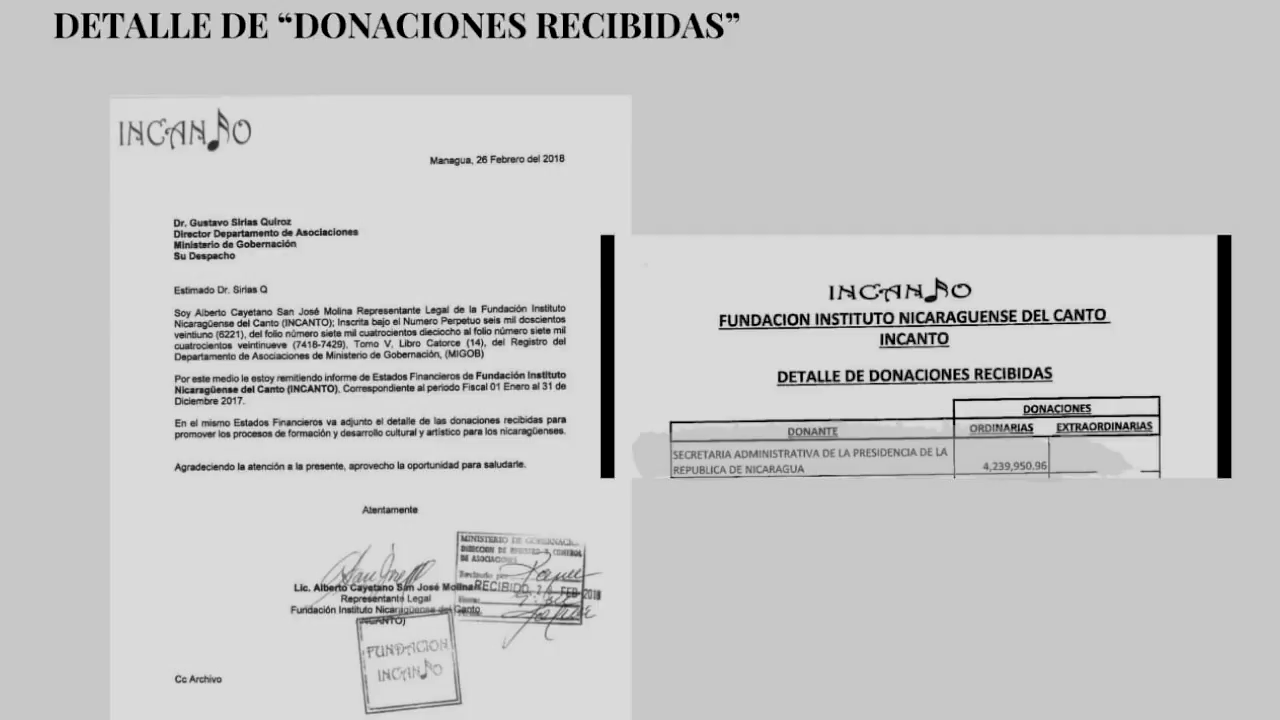 DETALLE DE “DONACIONES RECIBIDAS”
INCANTO
Managua, 26 Febrero del 2018
Dr. Gustavo Sirias Quiroz
Director Departamento de Asociaciones
Ministerio de Gobernación
Su Despacho
Estimado Dr. Sirias Q
Soy Alberto Cayetano San José Molina Representante Legal de la Fundación Instituto
Nicaragüense del Canto (INCANTO); Inscrita bajo el Numero Perpetuo seis mil doscientos
veintiuno (6221), del folio número siete mil cuatrocientos dieciocho al folio número siete mil
cuatrocientos veintinueve (7418-7429), Tomo V, Libro Catorce (14), del Registro del
Departamento de Asociaciones de Ministerio de Gobernación, (MIGOB)
Por este medio le estoy remitiendo informe de Estados Financieros de Fundación Instituto
Nicaragüense del Canto (INCANTO), Correspondiente al periodo Fiscal 01 Enero al 31 de
Diciembre 2017.
En el mismo Estados Financieros va adjunto el detalle de las donaciones recibidas para
promover los procesos de formación y desarrollo cultural y artístico para los nicaragüenses.
Agradeciendo la atención a la presente, aprovecho la oportunidad para saludarle.
Atentamente
Lic. Alberto Cayetano San José Molina
Representante Legal
Fundación Instituto Nicaragüense del Canto
(INCANTO)
MINISTERIO DE GOBERNAC
DE ASOCIACIONES
RECIBIDO FEB 2018
FUNDACION
INCANTO
Cc Archivo
INCANTO
FUNDACION INSTITUTO NICARAGUENSE DEL CANTO
INCANTO
DETALLE DE DONACIONES RECIBIDAS
DONACIONES
DONANTE ORDINARIAS EXTRAORDINARIAS
SECRETARIA ADMINISTRATIVA DE LA PRESIDENCIA DE LA
REPUBLICA DE NICARAGUA 4,239,950.96